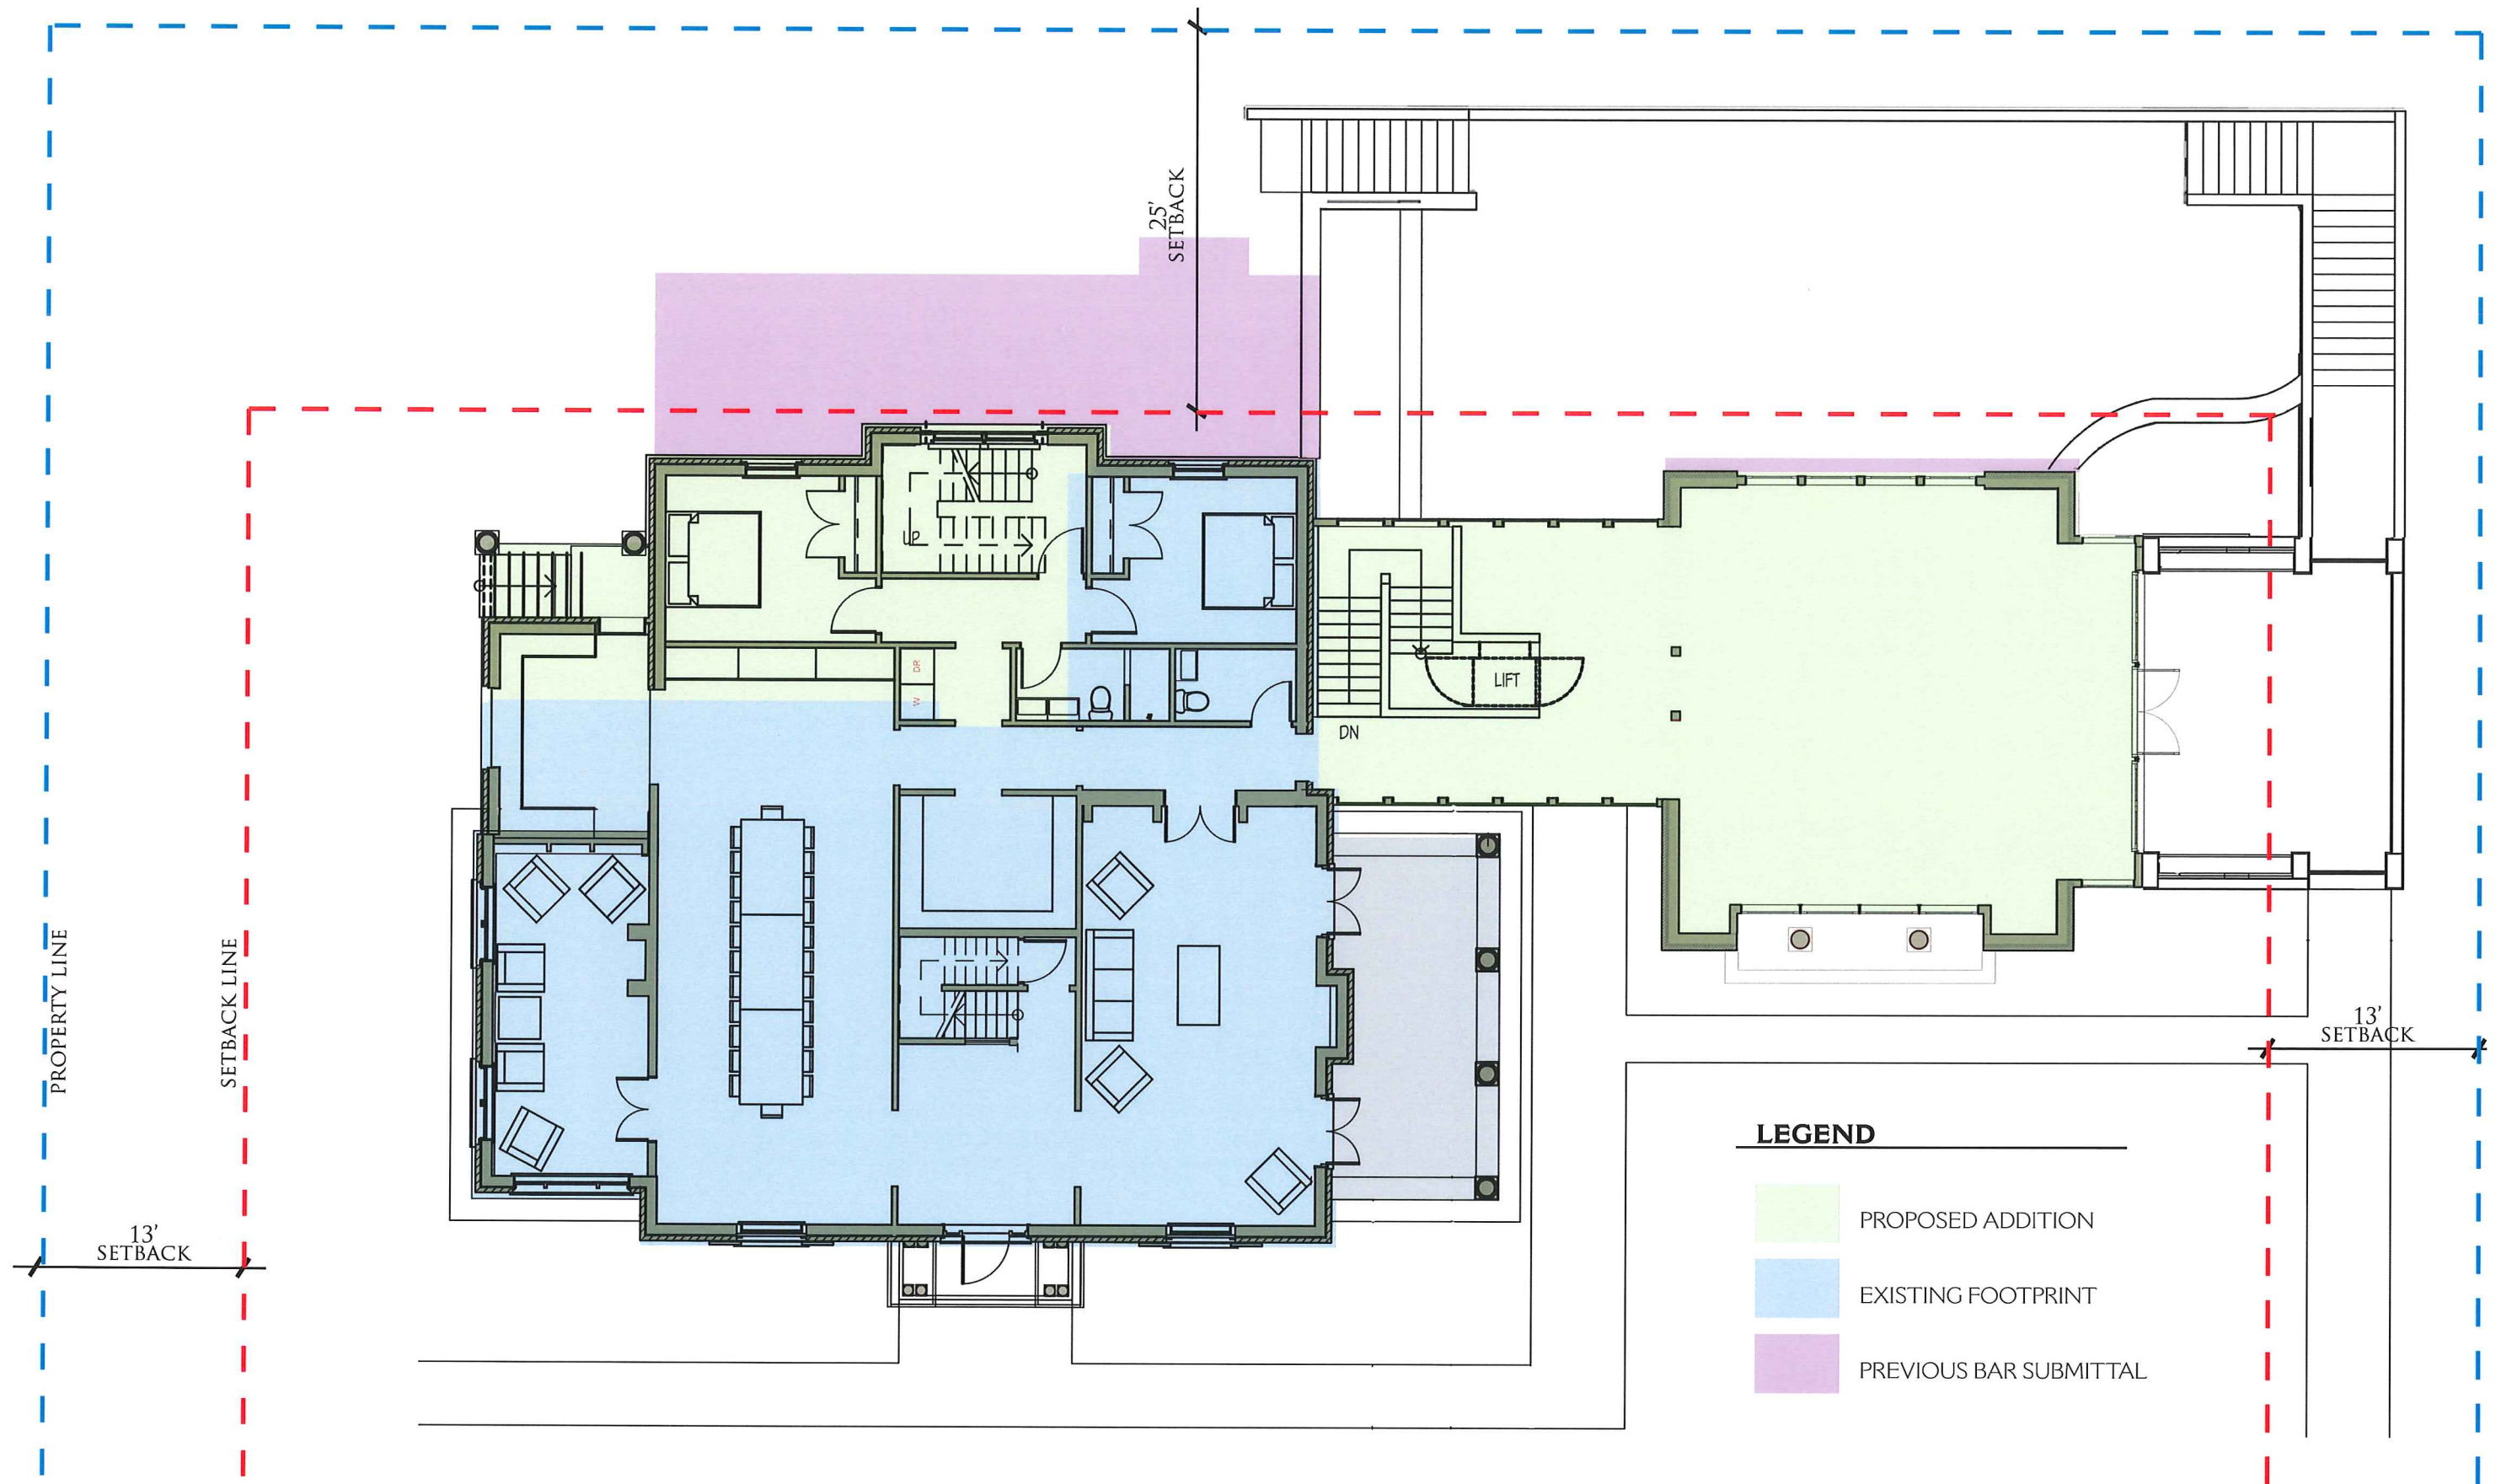 25'
SETBACK
UP
DR.
W
LIFT
DN
PROPERTY LINE
SETBACK LINE
13'
SETBACK
13'
SETBACK
LEGEND
PROPOSED ADDITION
EXISTING FOOTPRINT
PREVIOUS BAR SUBMITTAL